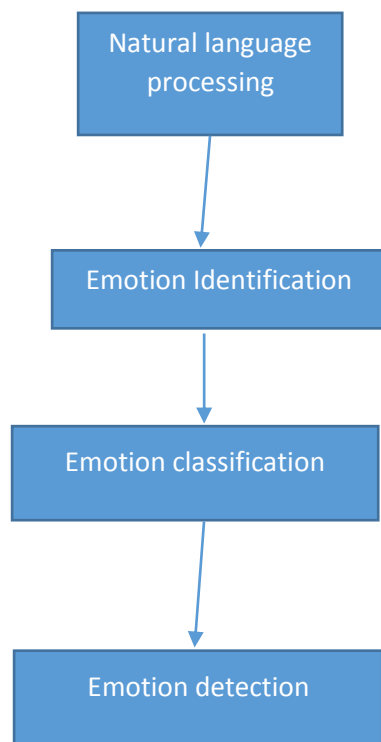 Natural language
processing
Emotion Identification
Emotion classification
Emotion detection